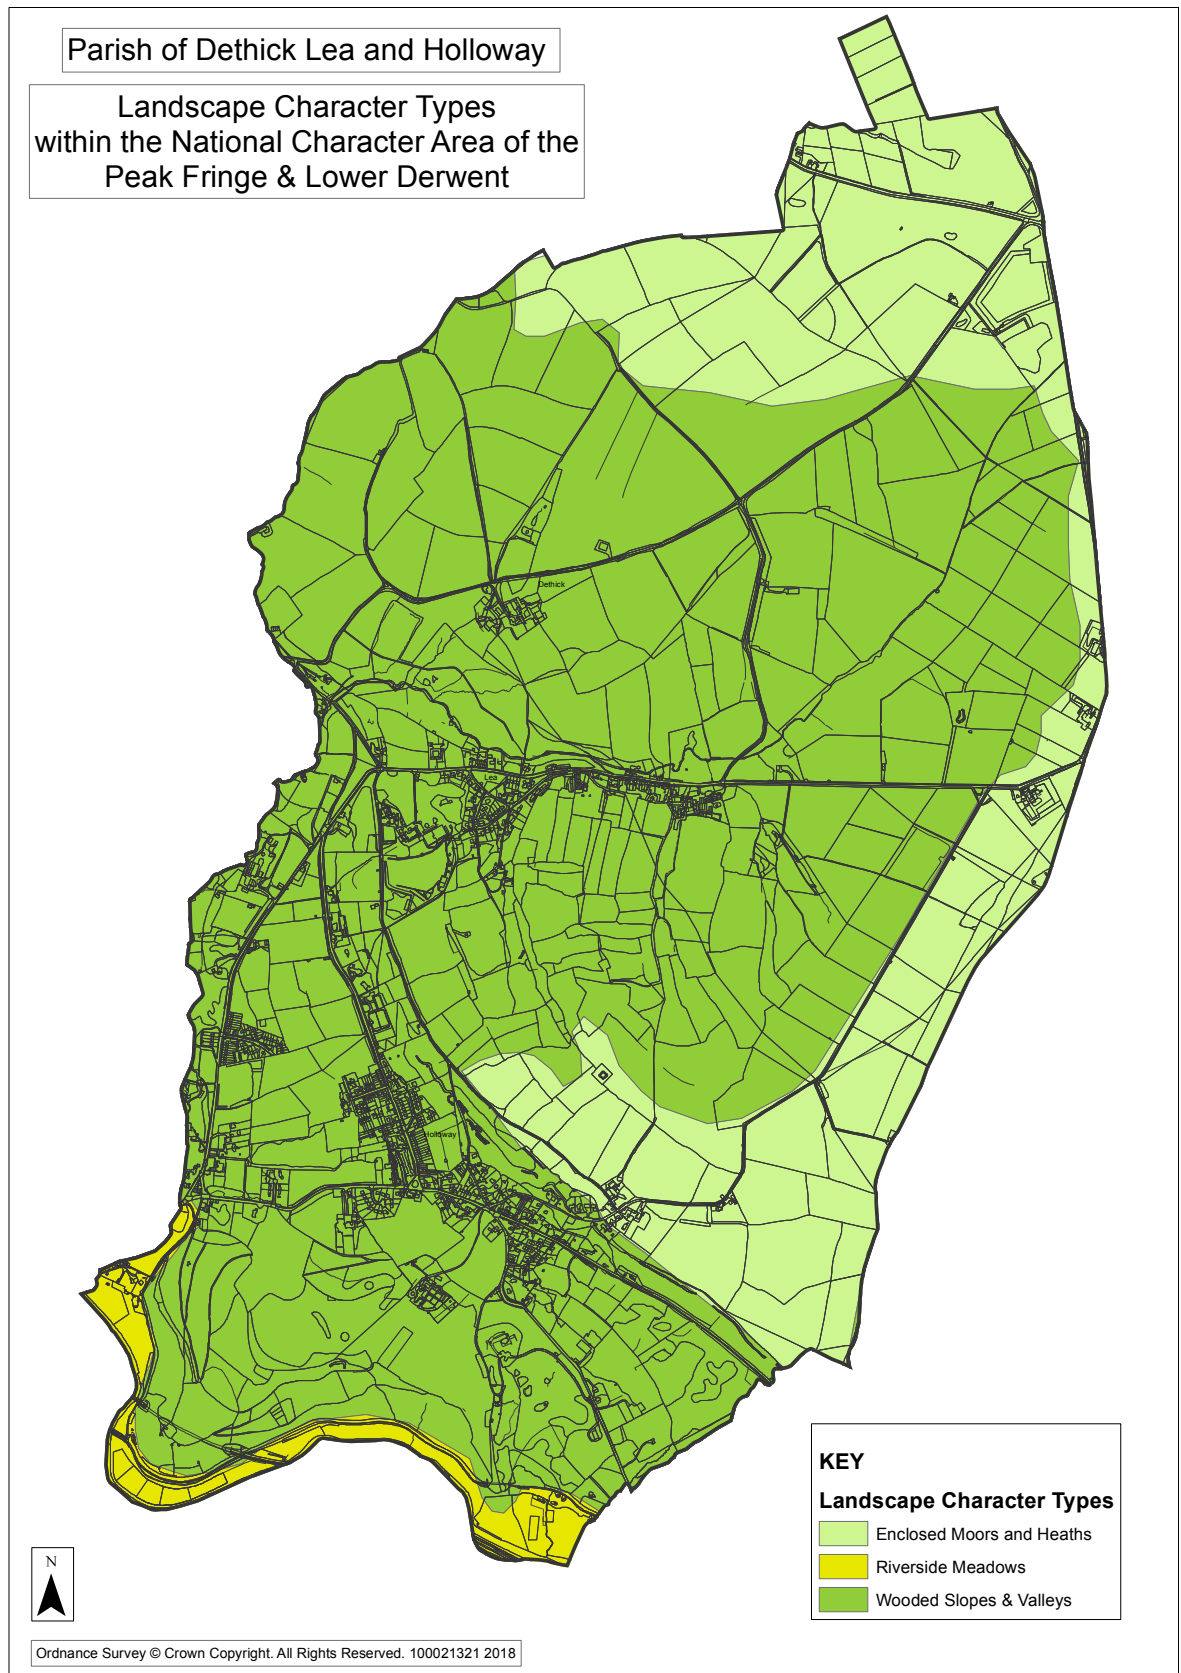 Parish of Dethick Lea and Holloway
Landscape Character Types
within the National Character Area of the
Peak Fringe & Lower Derwent
Dethick
Lea
Holloway
KEY
Landscape Character Types
Enclosed Moors and Heaths
Riverside Meadows
Wooded Slopes & Valleys
N
Ordnance Survey © Crown Copyright. All Rights Reserved. 100021321 2018